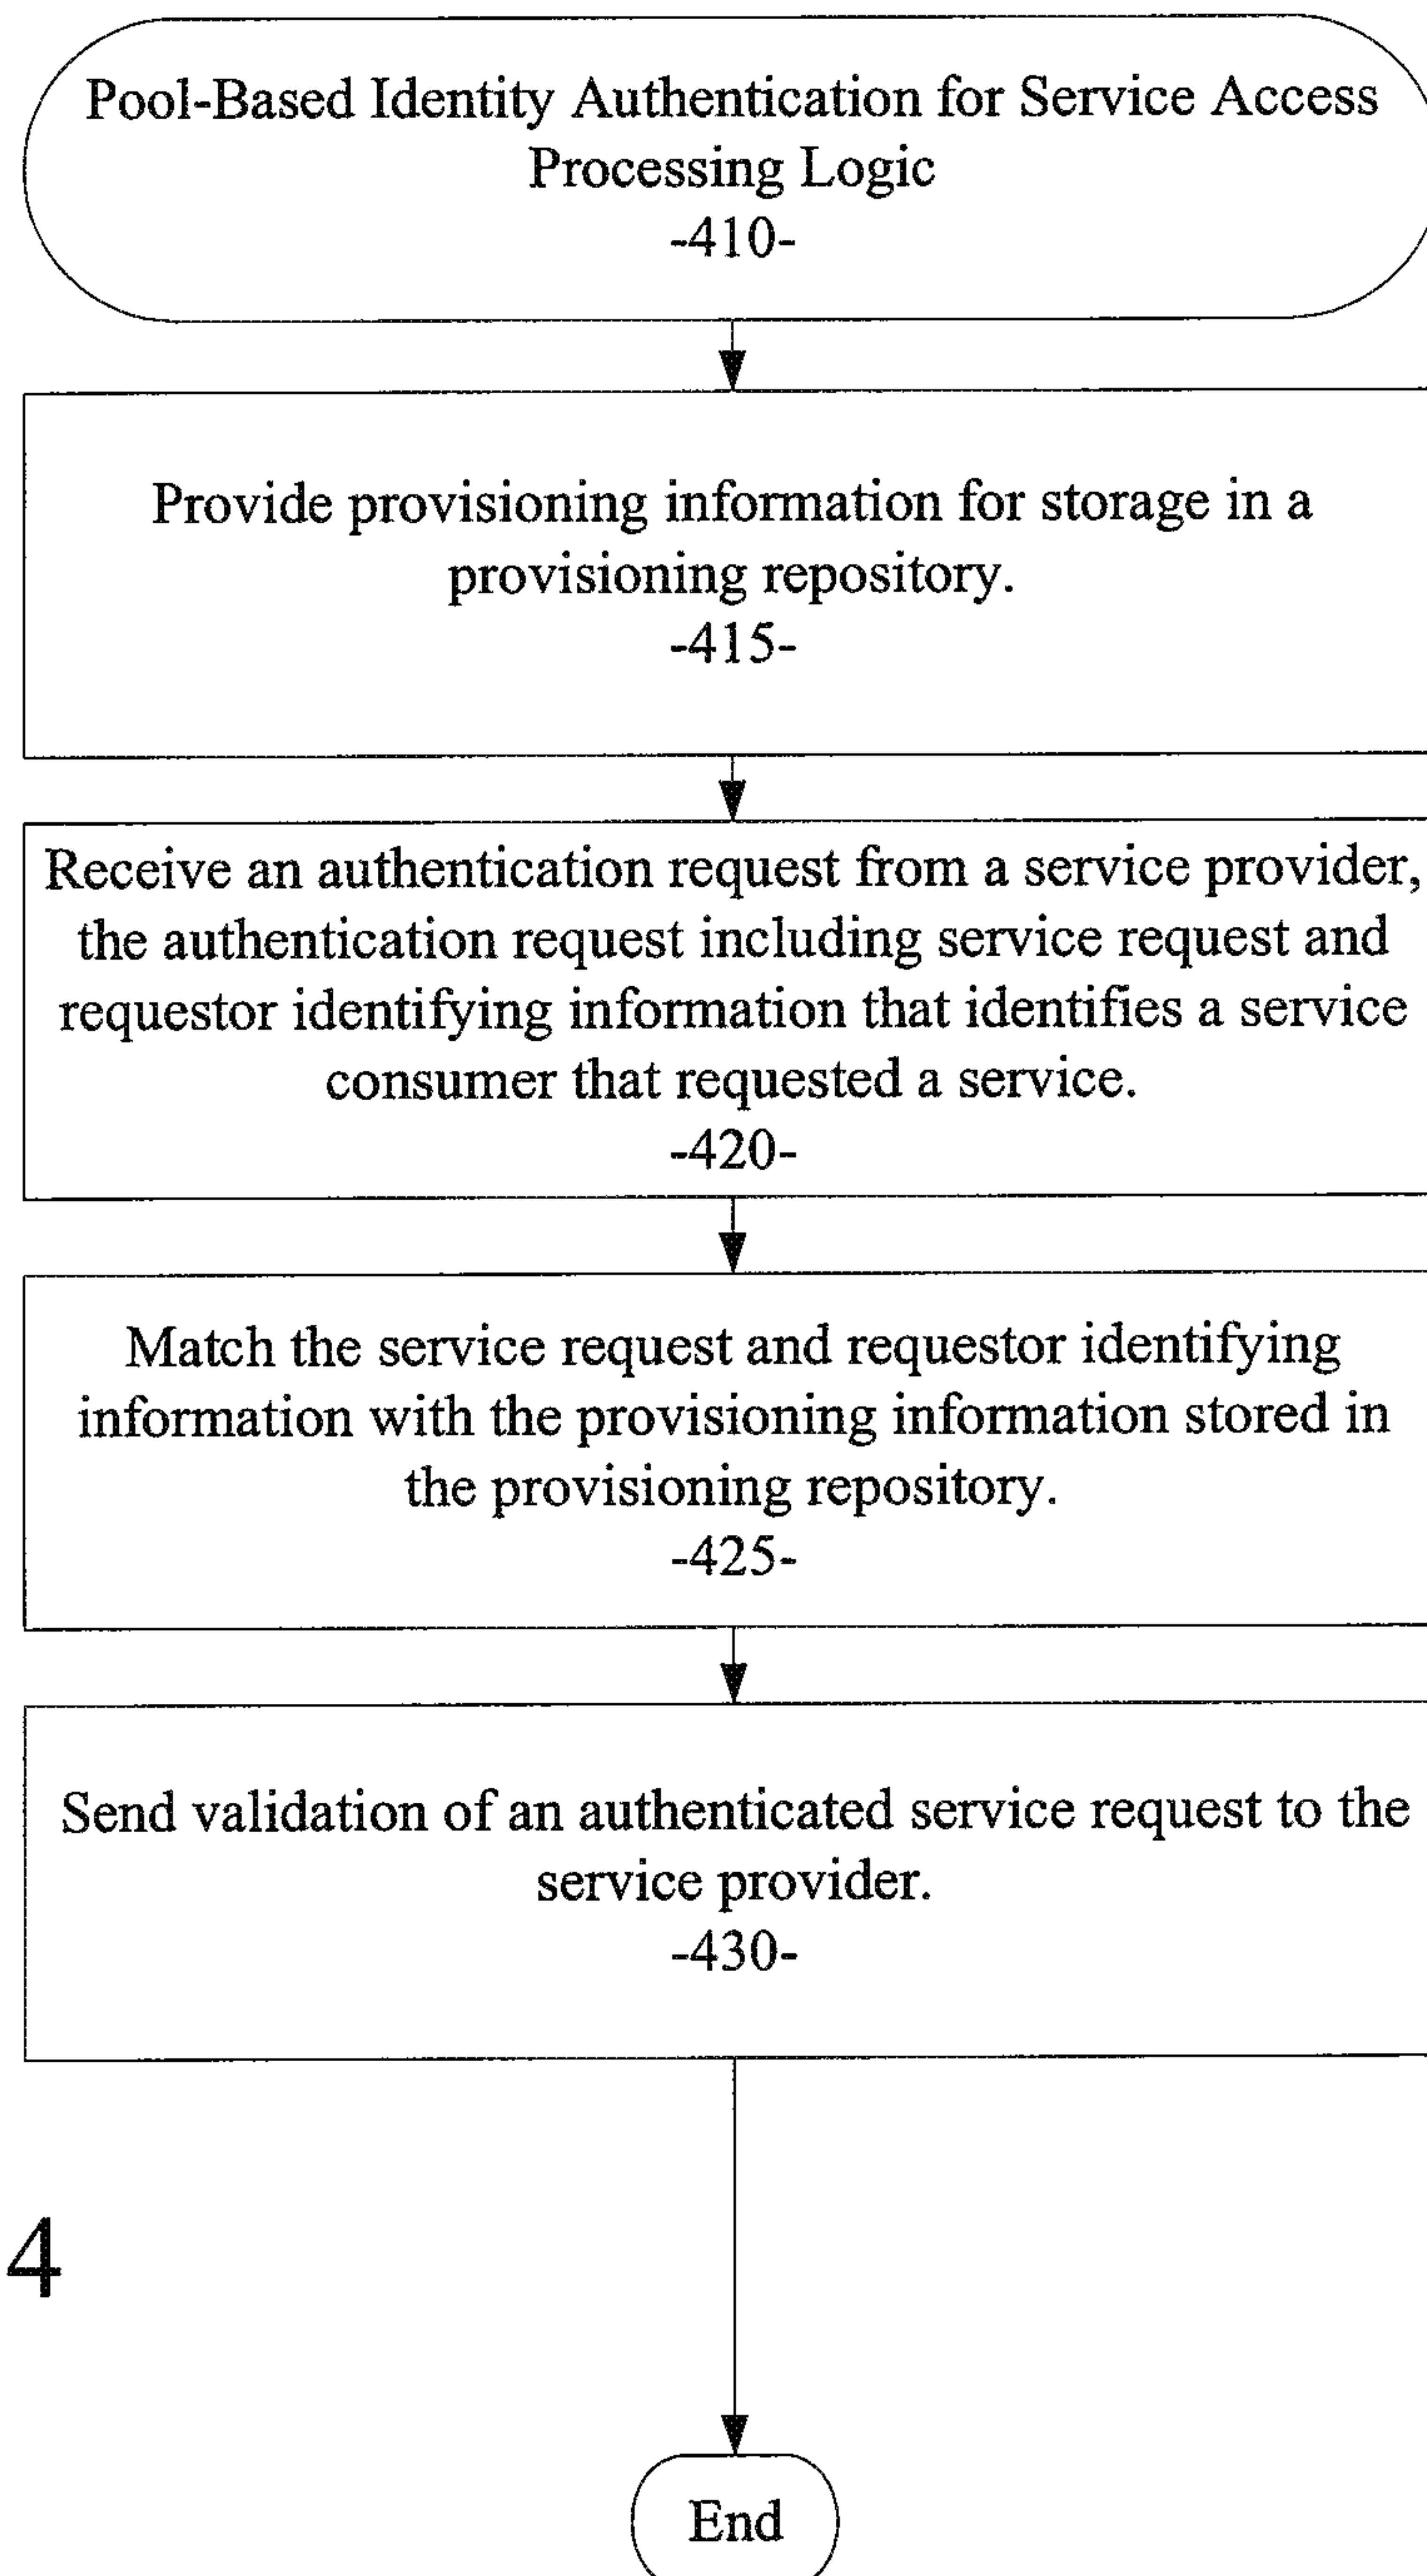 Pool-Based Identity Authentication for Service Access
Processing Logic
-410-
Provide provisioning information for storage in a
provisioning repository.
-415-
Receive an authentication request from a service provider,
the authentication request including service request and
requestor identifying information that identifies a service
consumer that requested a service.
-420-
Match the service request and requestor identifying
information with the provisioning information stored in
the provisioning repository.
-425-
Send validation of an authenticated service request to the
service provider.
-430-
4
End